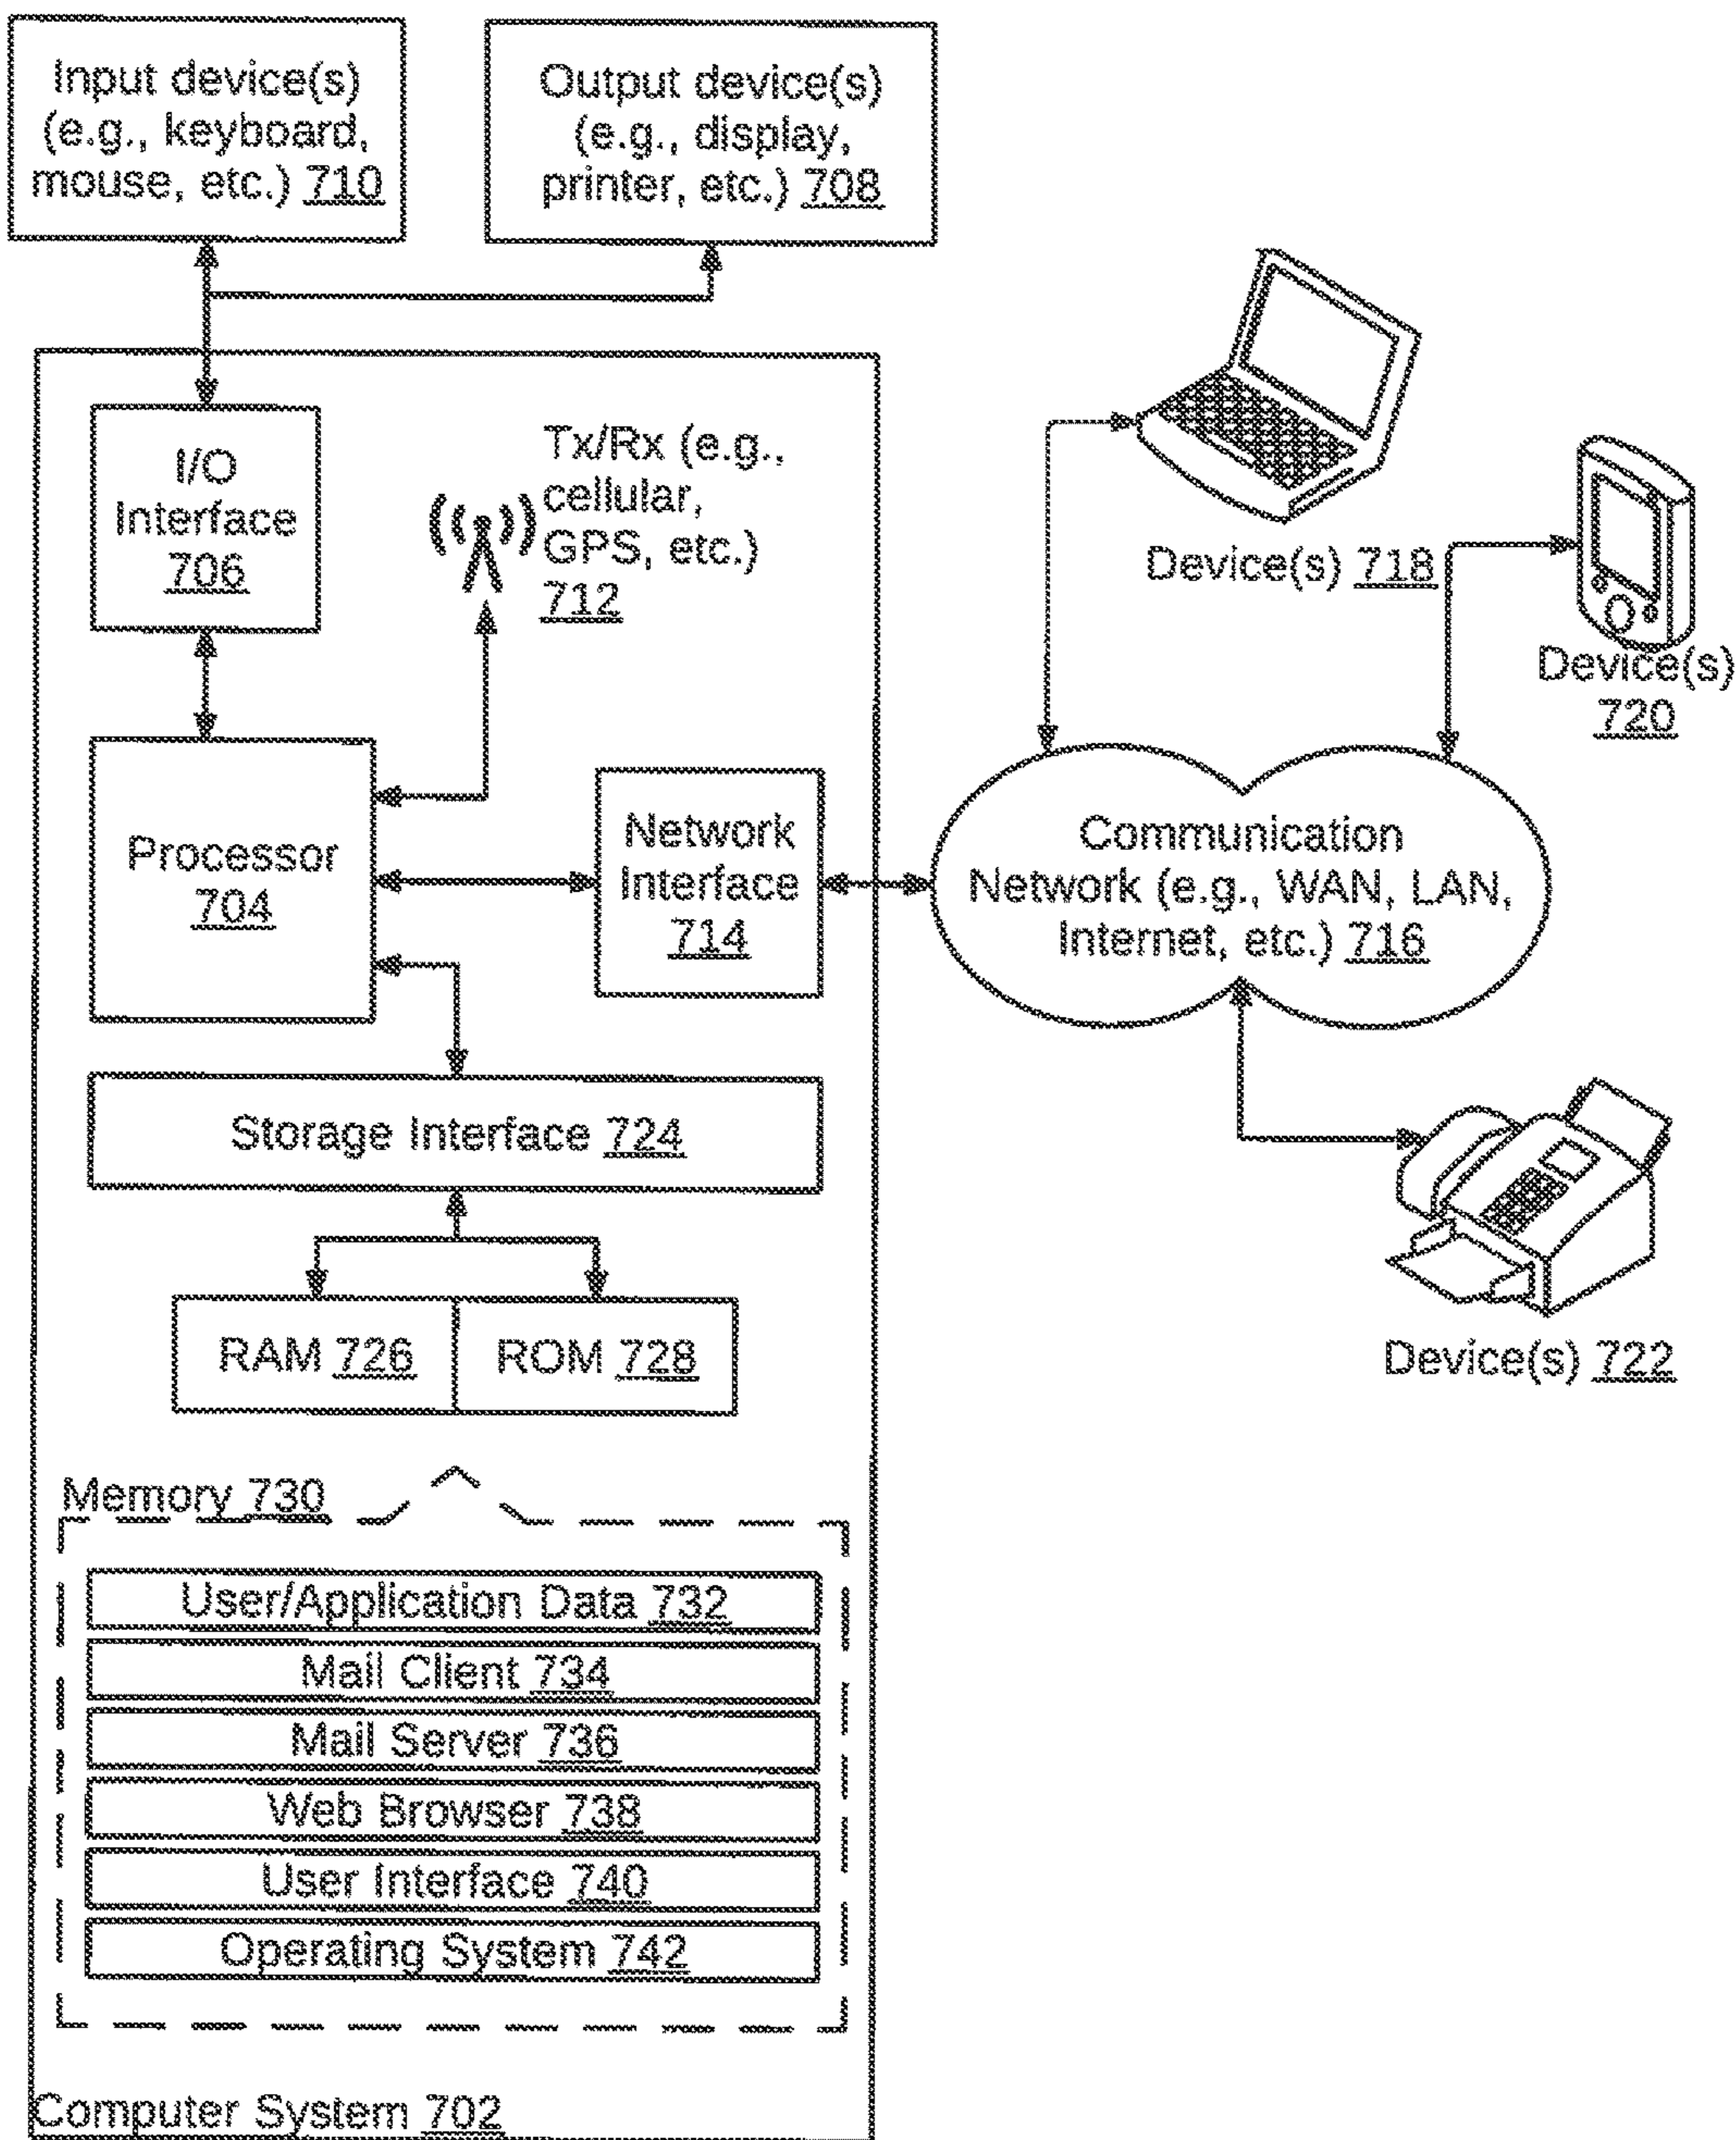 Input device(s)
(e.g., keyboard,
mouse, etc.) 710
Output device(s)
(e.g., display,
printer, etc.) 708
I/O
Interface
706
Tx/Rx (e.g.,
cellular,
GPS, etc.)
712
Device(s) 718
Device(s)
720
Processor
704
Network
Interface
714
Communication
Network (e.g., WAN, LAN,
Internet, etc.) 716
Storage Interface 724
RAM 726
ROM 728
Device(s) 722
Memory 730
User/Application Data 732
Mail Client 734
Mail Server 736
Web Browser 738
User Interface 740
Operating System 742
Computer System 702